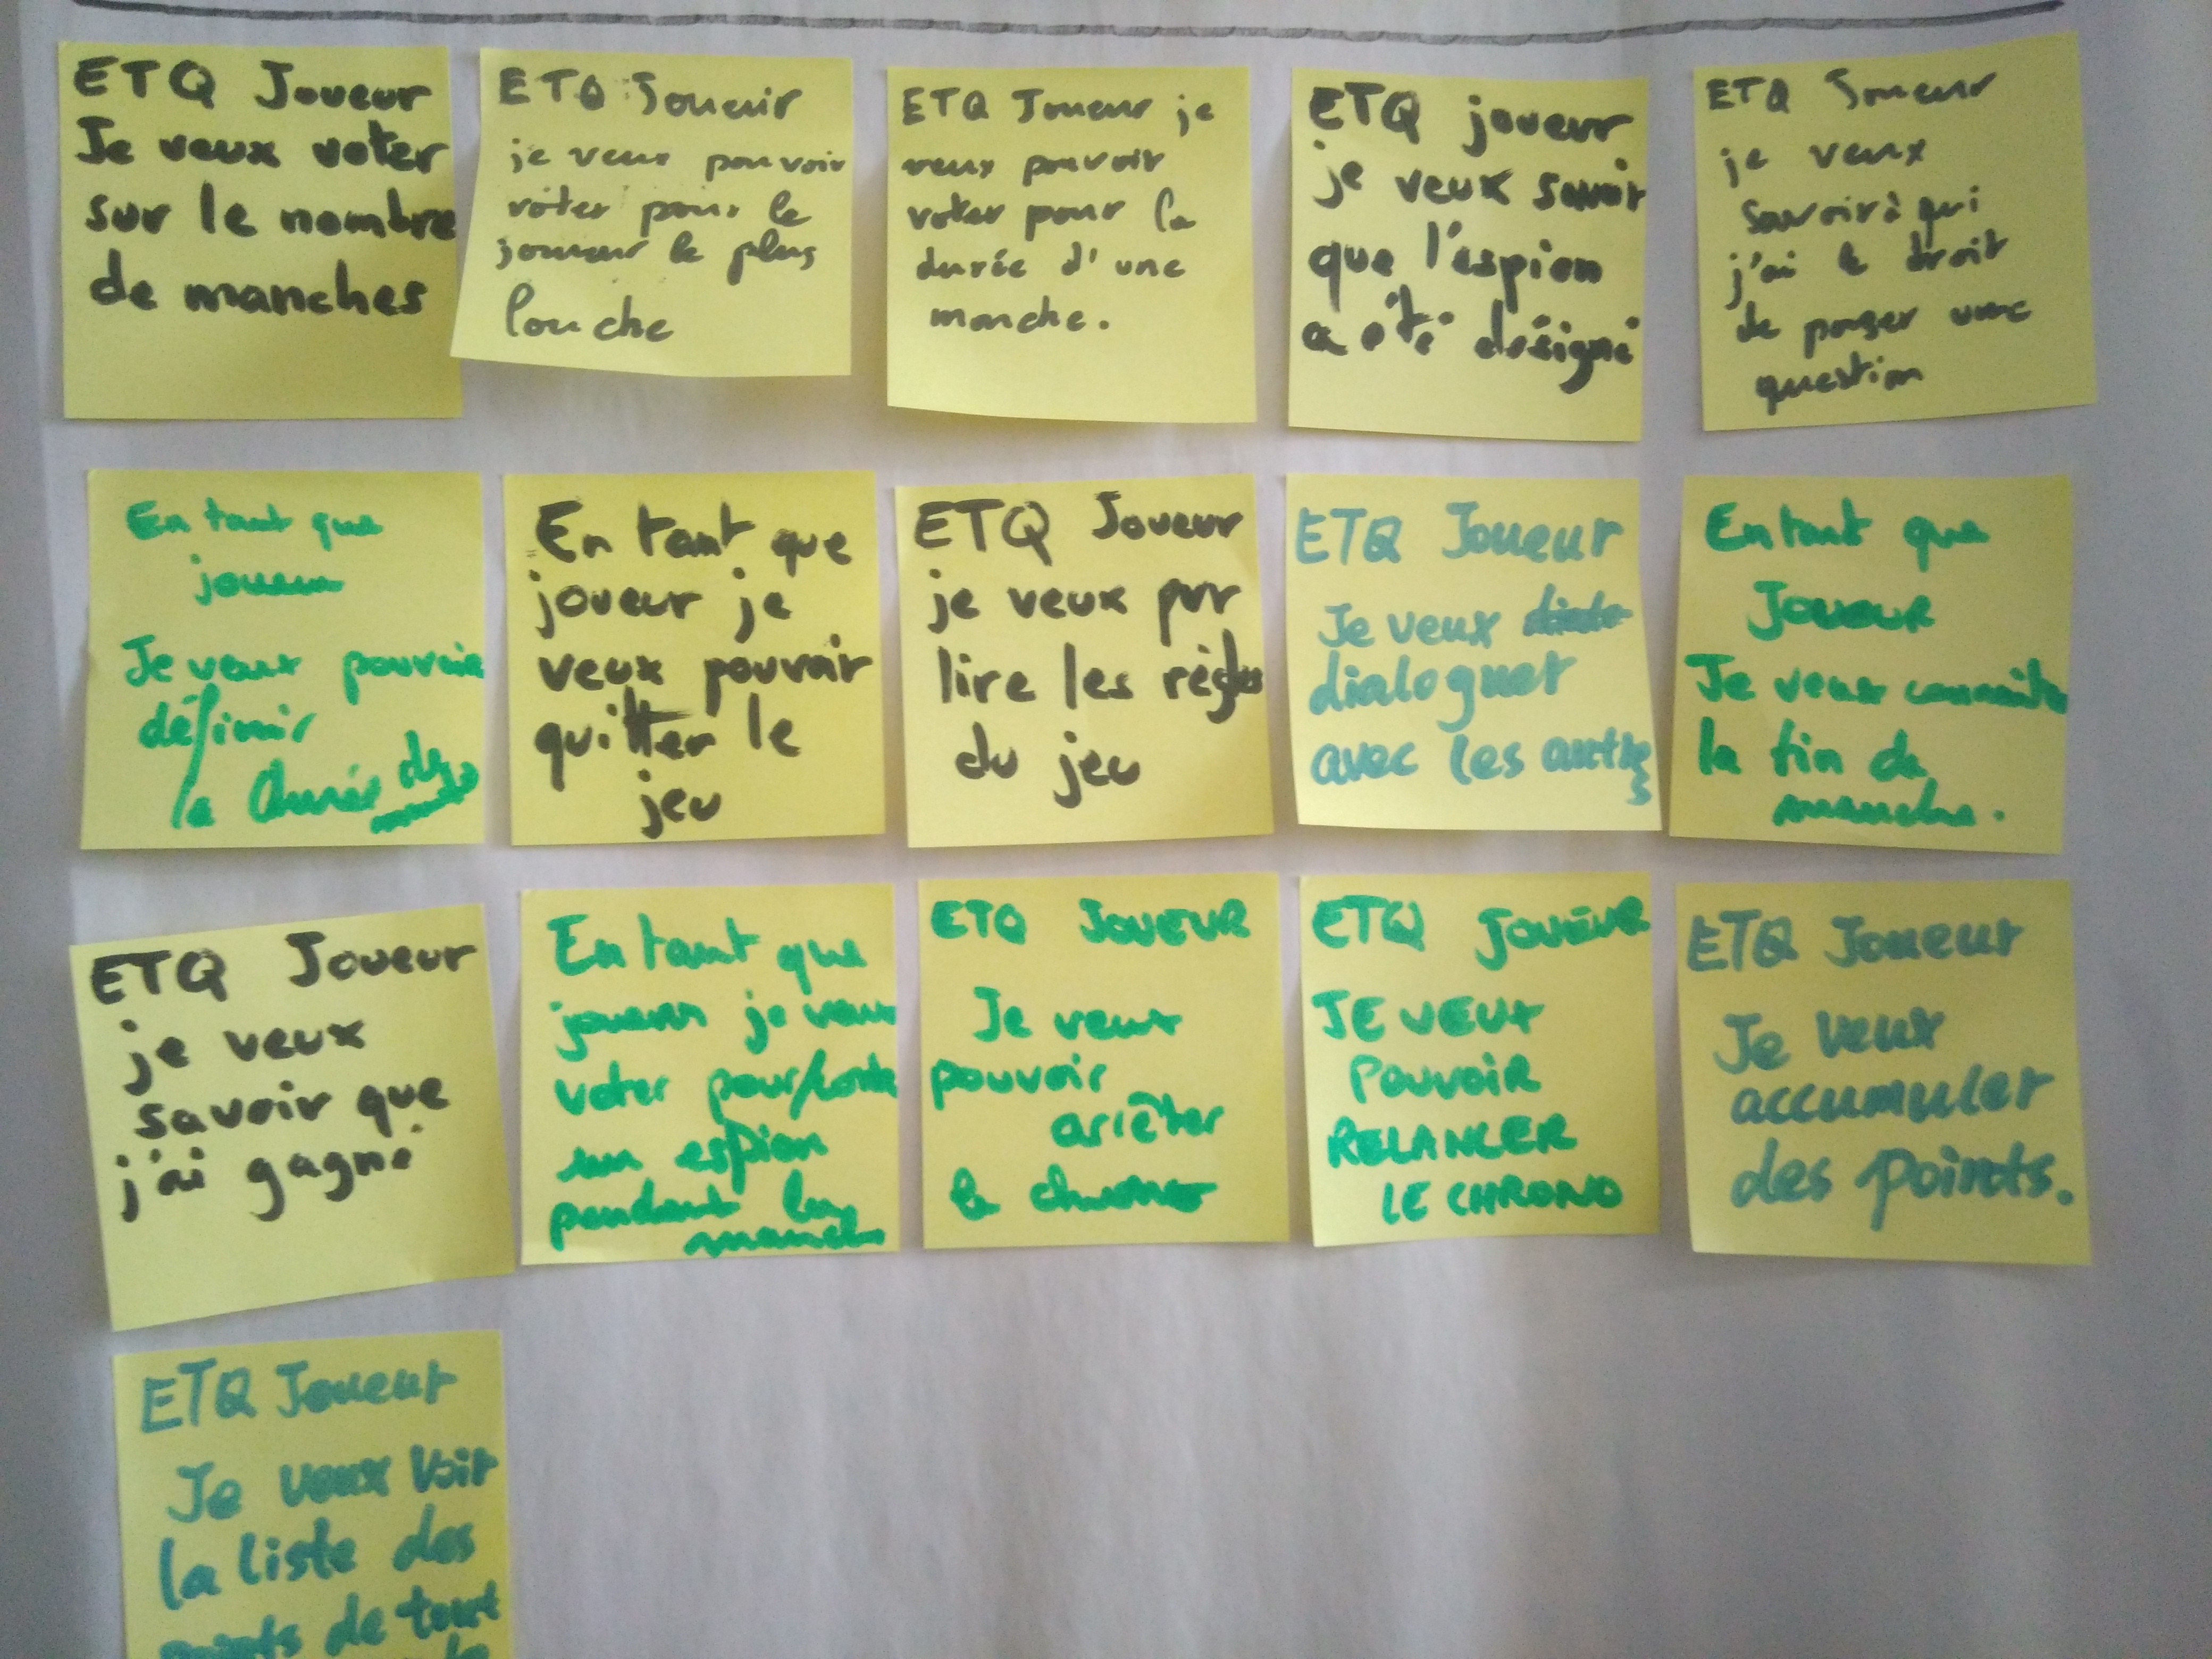 ETQ Joueur
Je veux voter
sur le nombre
de manches
ETQ Joueur
je veux pouvoir
voter pour le
joueur le plus
louche
ETQ Joueur je
veux pouvoir
voter pour la
durée d'une
manche.
ETQ joueur
je veux savoir
que l'espion
a été désigné
ETQ Joueur
je veux
savoir à qui
j'ai le droit
de poser une
question
En tant que
joueur
Je veux pouvoir
définir
la durée des
En tant que
joueur je
veux pouvoir
quitter le
jeu
ETQ Joueur
je veux pvr
lire les règles
du jeu
ETQ Joueur
Je veux
dialoguer
avec les autres
En tant que
Joueur
Je veux connaître
la fin de
manche.
ETQ Joueur
je veux
savoir que
j'ai gagné
En tant que
joueur je veux
voter pour/contre
un espion
pendant la
manche
ETQ JOUEUR
Je veux
pouvoir
arrêter
le chrono
ETQ JOUEUR
JE VEUX
POUVOIR
RELANCER
LE CHRONO
ETQ Joueur
Je veux
accumuler
des points.
ETQ Joueur
Je veux voir
la liste des
points de tout